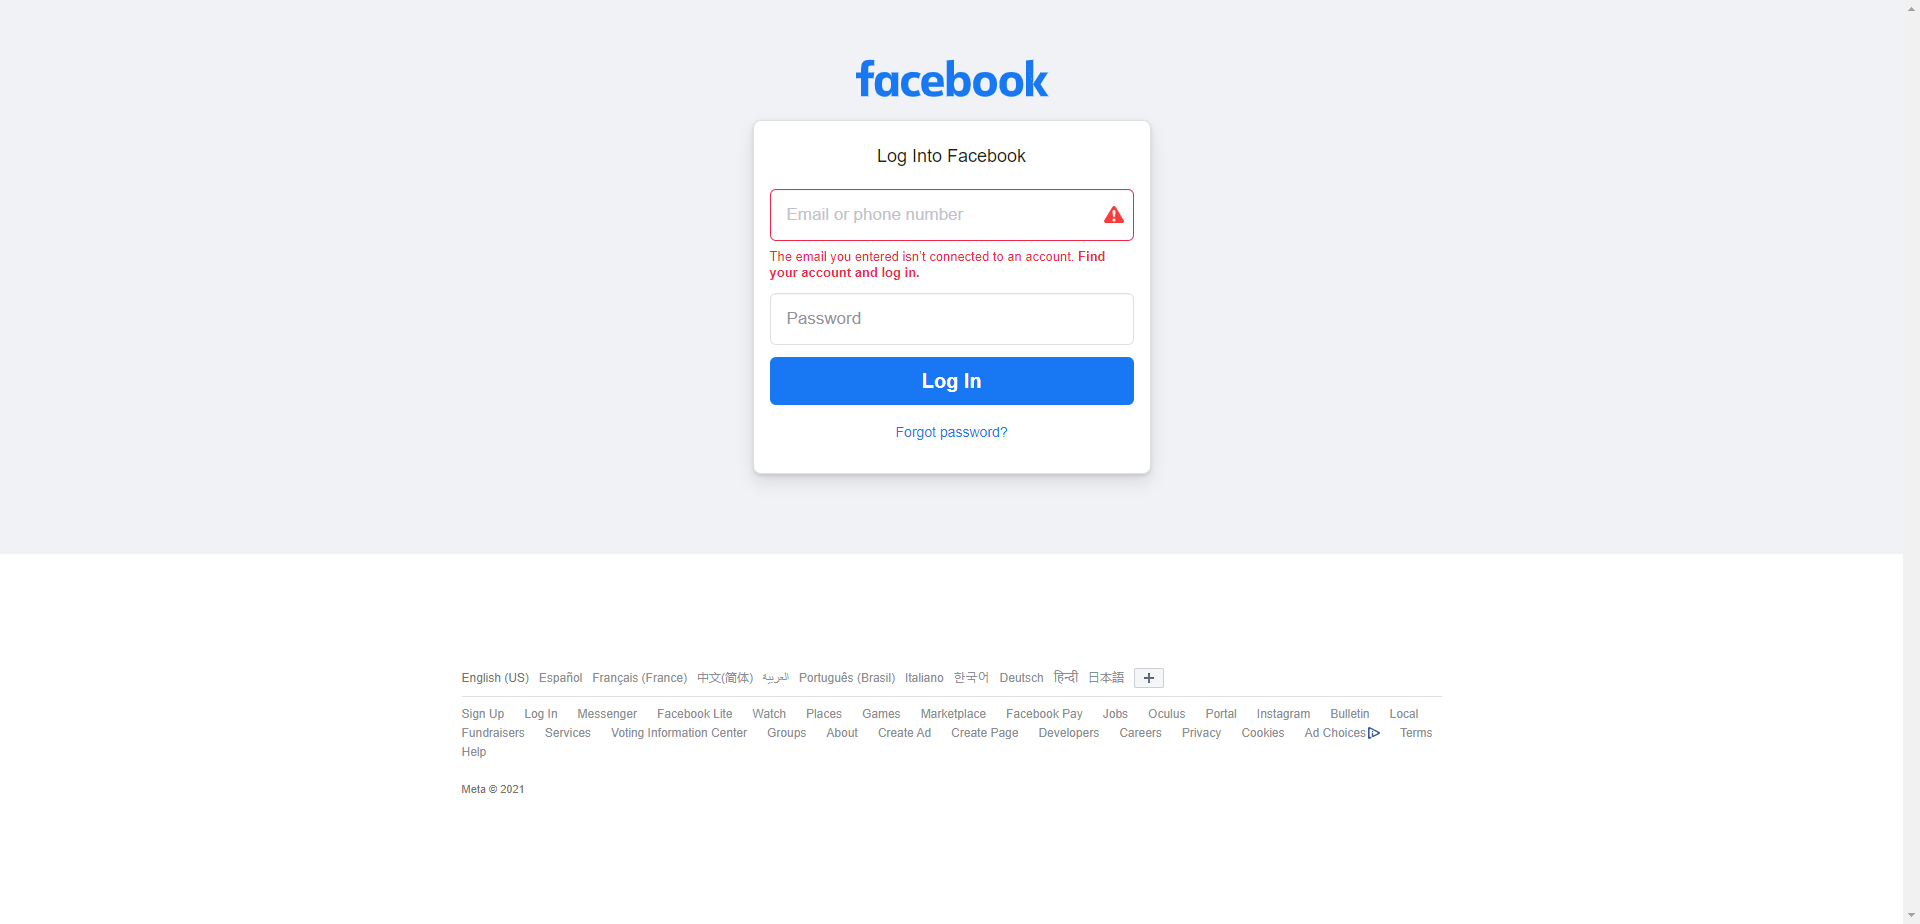 facebook
Log Into Facebook
Email or phone number
The email you entered isn’t connected to an account. Find
your account and log in.
Password
Log In
Forgot password?
English (US) Español Français (France) 中文(简体) العربية Português (Brasil) Italiano 한국어 Deutsch हिन्दी 日本語
Sign Up Log In Messenger Facebook Lite Watch Places Games Marketplace Facebook Pay Jobs Oculus Portal Instagram Bulletin Local
Fundraisers Services Voting Information Center Groups About Create Ad Create Page Developers Careers Privacy Cookies Ad Choices Terms
Help
Meta © 2021